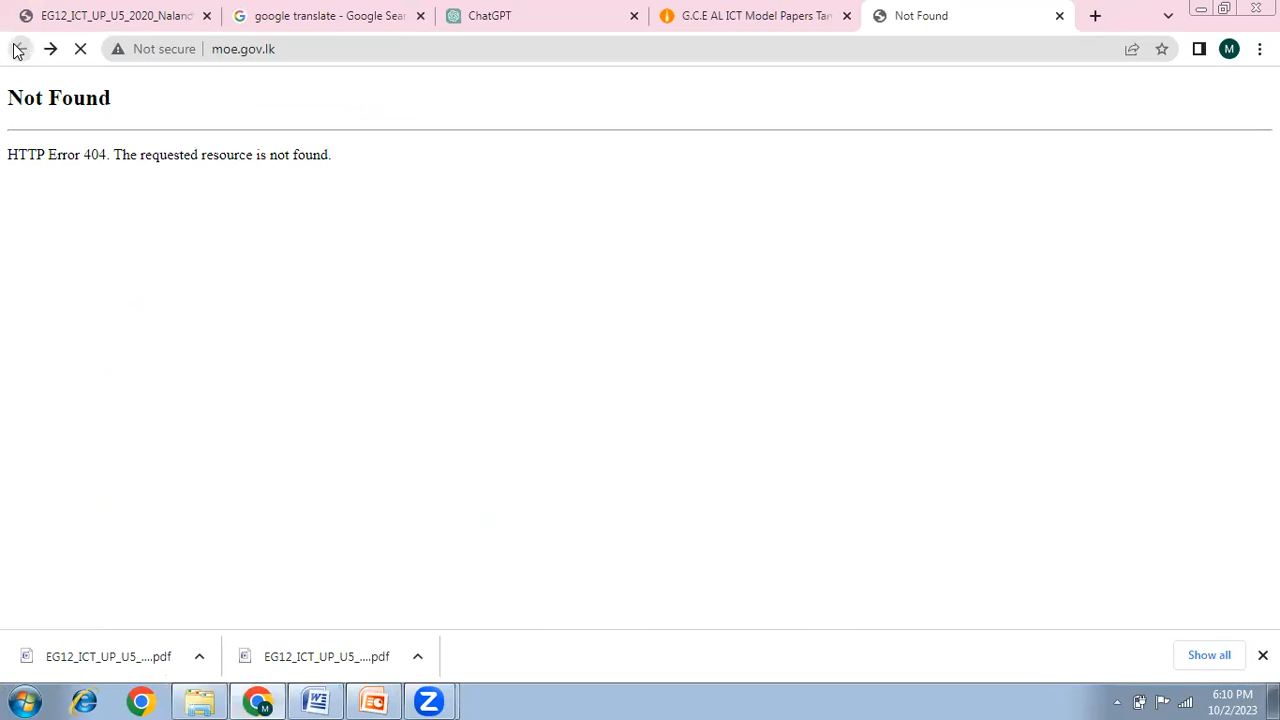 EG12_ICT_UP_U5_2020_Naland
google translate - Google Sear
ChatGPT
G.C.E AL ICT Model Papers Tam
Not Found
Not secure
moe.gov.lk
M
Not Found
HTTP Error 404. The requested resource is not found.
EG12_ICT_UP_U5_....pdf
EG12_ICT_UP_U5_....pdf
Show all
6:10 PM
10/2/2023